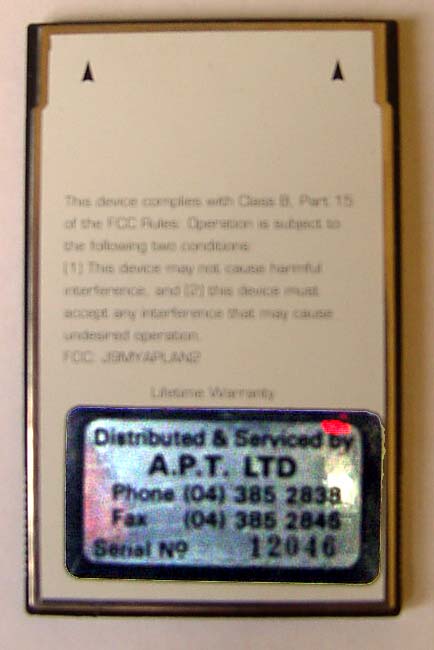 This device complies with Class B, Part 15
of the FCC Rules. Operation is subject to
the following two conditions:
(1) This device may not cause harmful
interference, and (2) this device must
accept any interference that may cause
undesired operation.
FCC: J9MYAPLAN2
Lifetime Warranty
Distributed & Serviced by
A.P.T. LTD
Phone (04) 385 2838
Fax (04) 385 2846
Serial Nº 12046